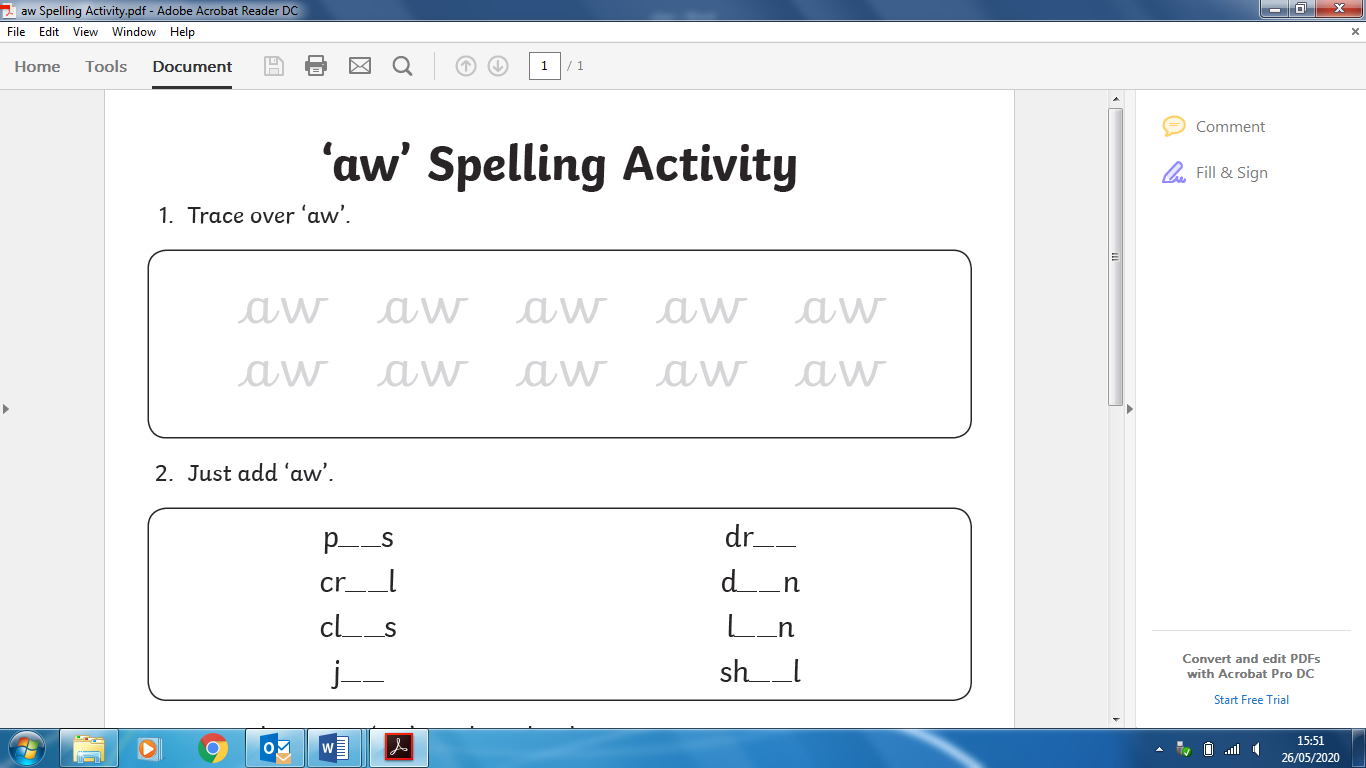 aw Spelling Activity.pdf - Adobe Acrobat Reader DC
File Edit View Window Help
Home Tools Document 1 / 1
Comment
Fill & Sign
‘aw’ Spelling Activity
1. Trace over ‘aw’.
aw aw aw aw aw
aw aw aw aw aw
2. Just add ‘aw’.
p__s dr__
cr__l d__n
cl__s l__n
j__ sh__l
Convert and edit PDFs
with Acrobat Pro DC
Start Free Trial
15:51
26/05/2020